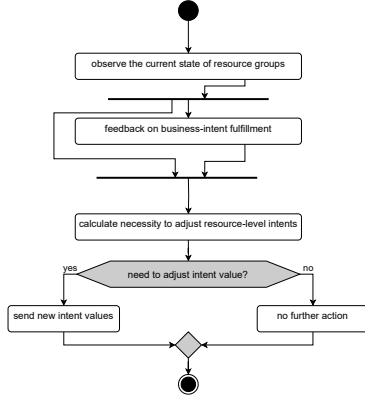 observe the current state of resource groups
feedback on business-intent fulfillment
calculate necessity to adjust resource-level intents
need to adjust intent value?
yes
no
send new intent values
no further action